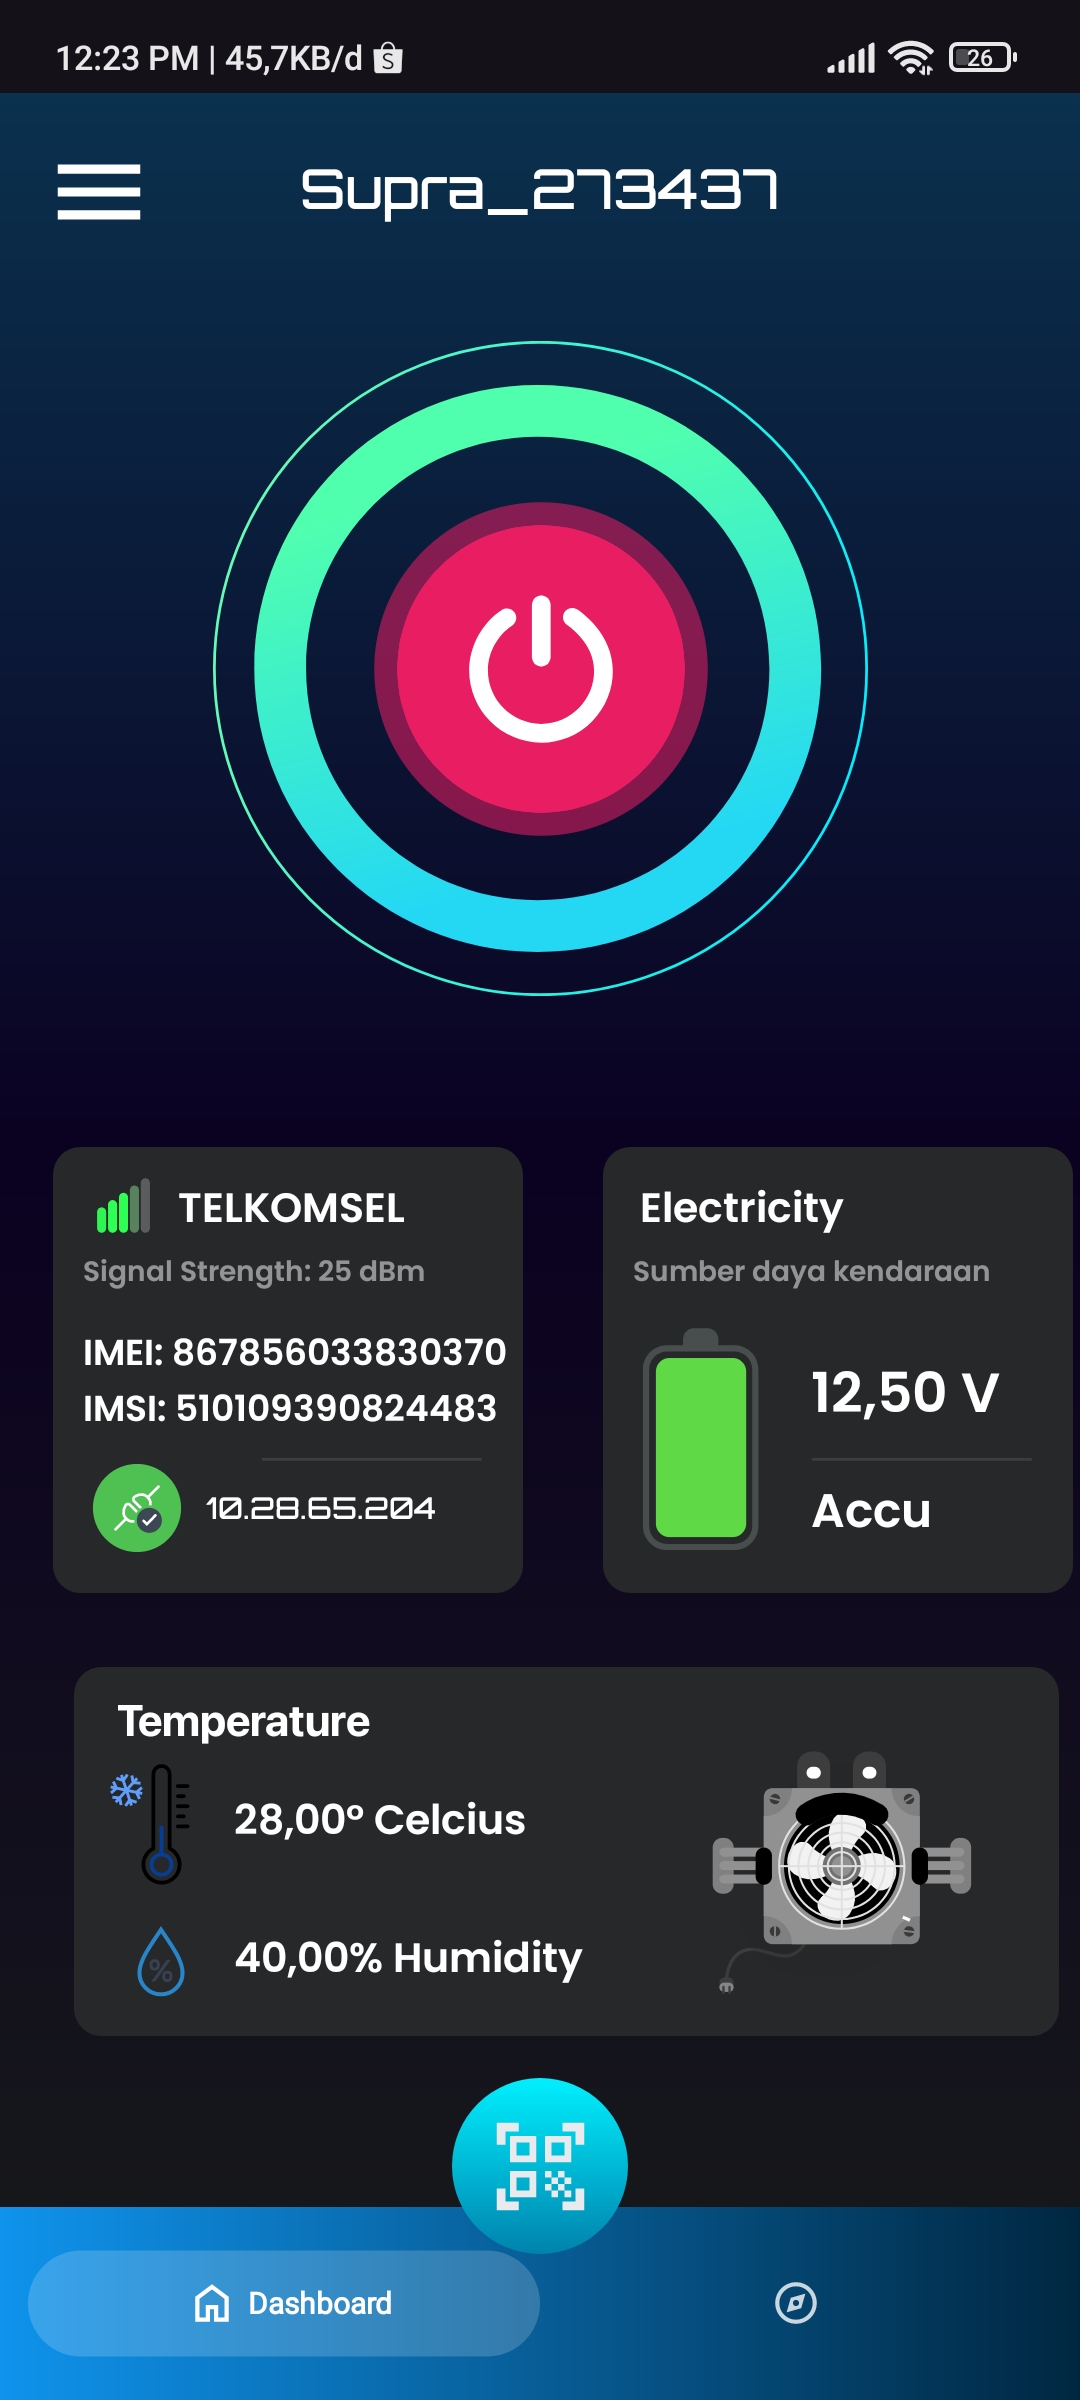 12:23 PM | 45,7KB/d
26
Supra_273437
TELKOMSEL
Signal Strength: 25 dBm
IMEI: 867856033830370
IMSI: 510109390824483
10.28.65.204
Electricity
Sumber daya kendaraan
12,50 V
Accu
Temperature
28,00° Celcius
%
40,00% Humidity
Dashboard